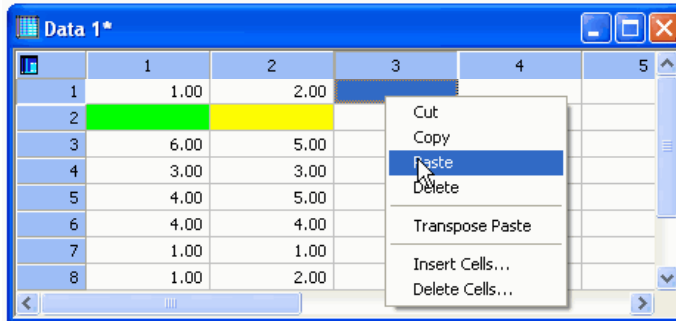 Data 1*
1 2 3 4 5
1 1.00 2.00
2
3 6.00 5.00
4 3.00 3.00
5 4.00 5.00
6 4.00 4.00
7 1.00 1.00
8 1.00 2.00
Cut
Copy
Paste
Delete
Transpose Paste
Insert Cells...
Delete Cells...